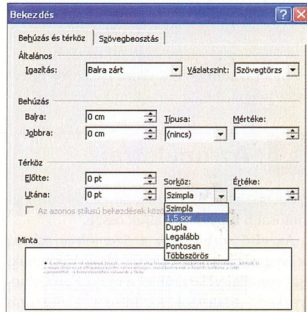 Bekezdés
Behúzás és térköz Szövegbeosztás
Általános
Igazítás: Balra zárt Vázlatszint: Szövegtörzs
Behúzás
Balra: 0 cm Típusa: Mértéke:
Jobbra: 0 cm (nincs)
Térköz
Előtte: 0 pt Sorköz: Értéke:
Utána: 0 pt Szimpla
Az azonos stílusú bekezdések közö
Szimpla
1,5 sor
Dupla
Legalább
Pontosan
Többszörös
Minta